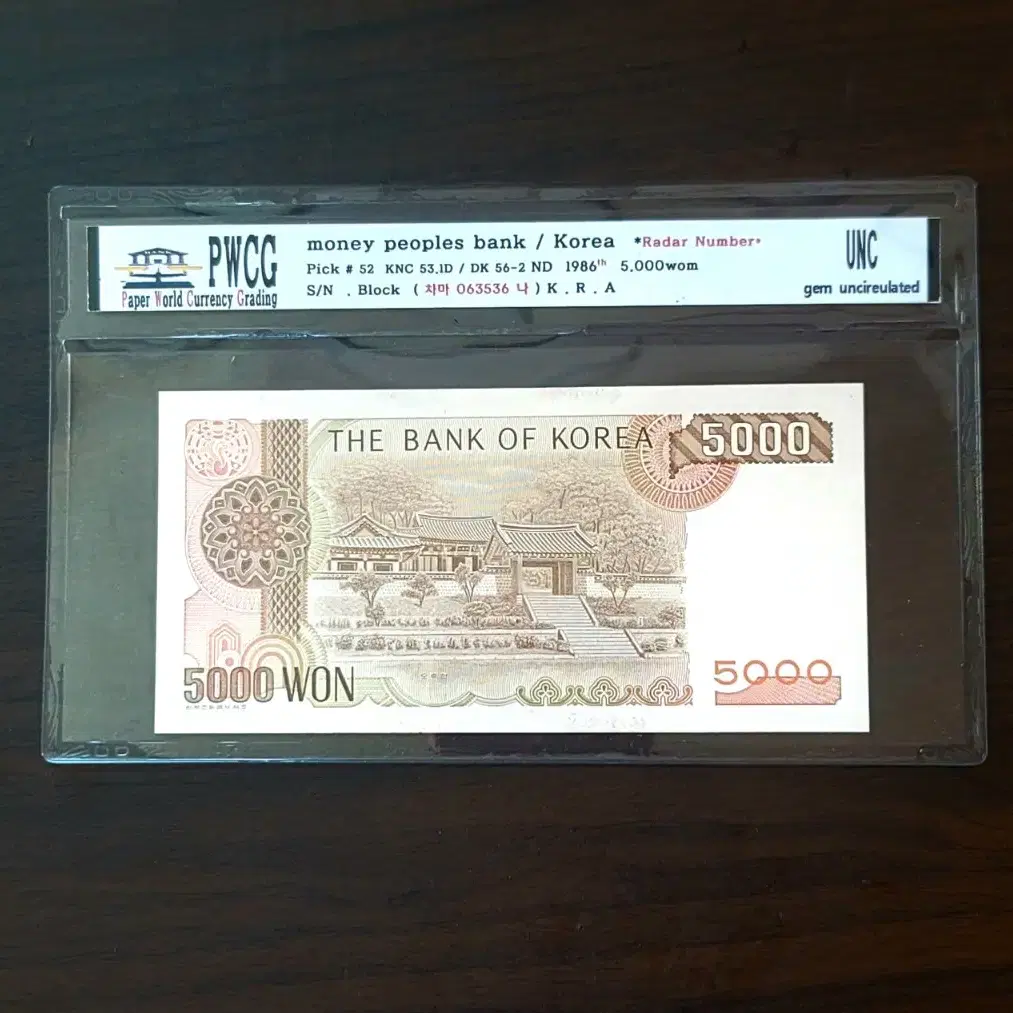 PWCG
Paper World Currency Grading
money peoples bank / Korea *Radar Number*
Pick # 52 KNC 53.1D / DK 56-2 ND 1986th 5.000wom
S/N . Block ( 차마 063536 나 ) K . R . A
UNC
gem uncireulated
THE BANK OF KOREA
5000
5000 WON
5000